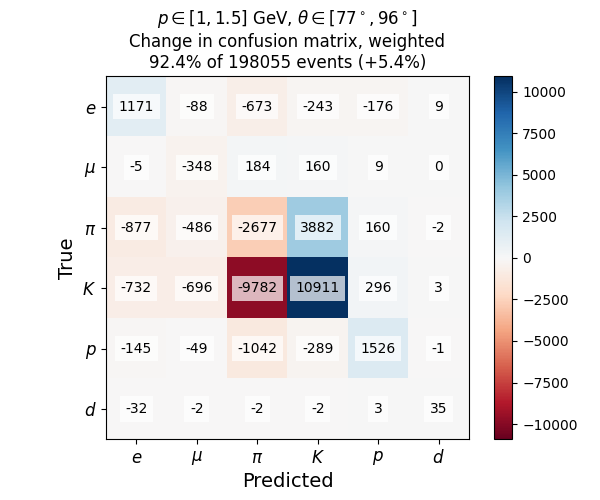 p ∈ [1, 1.5] GeV, θ ∈ [77°, 96°]
Change in confusion matrix, weighted
92.4% of 198055 events (+5.4%)
e 1171 -88 -673 -243 -176 9
μ -5 -348 184 160 9 0
π -877 -486 -2677 3882 160 -2
K -732 -696 -9782 10911 296 3
p -145 -49 -1042 -289 1526 -1
d -32 -2 -2 -2 3 35
e μ π K p d
True
Predicted
10000
7500
5000
2500
0
−2500
−5000
−7500
−10000